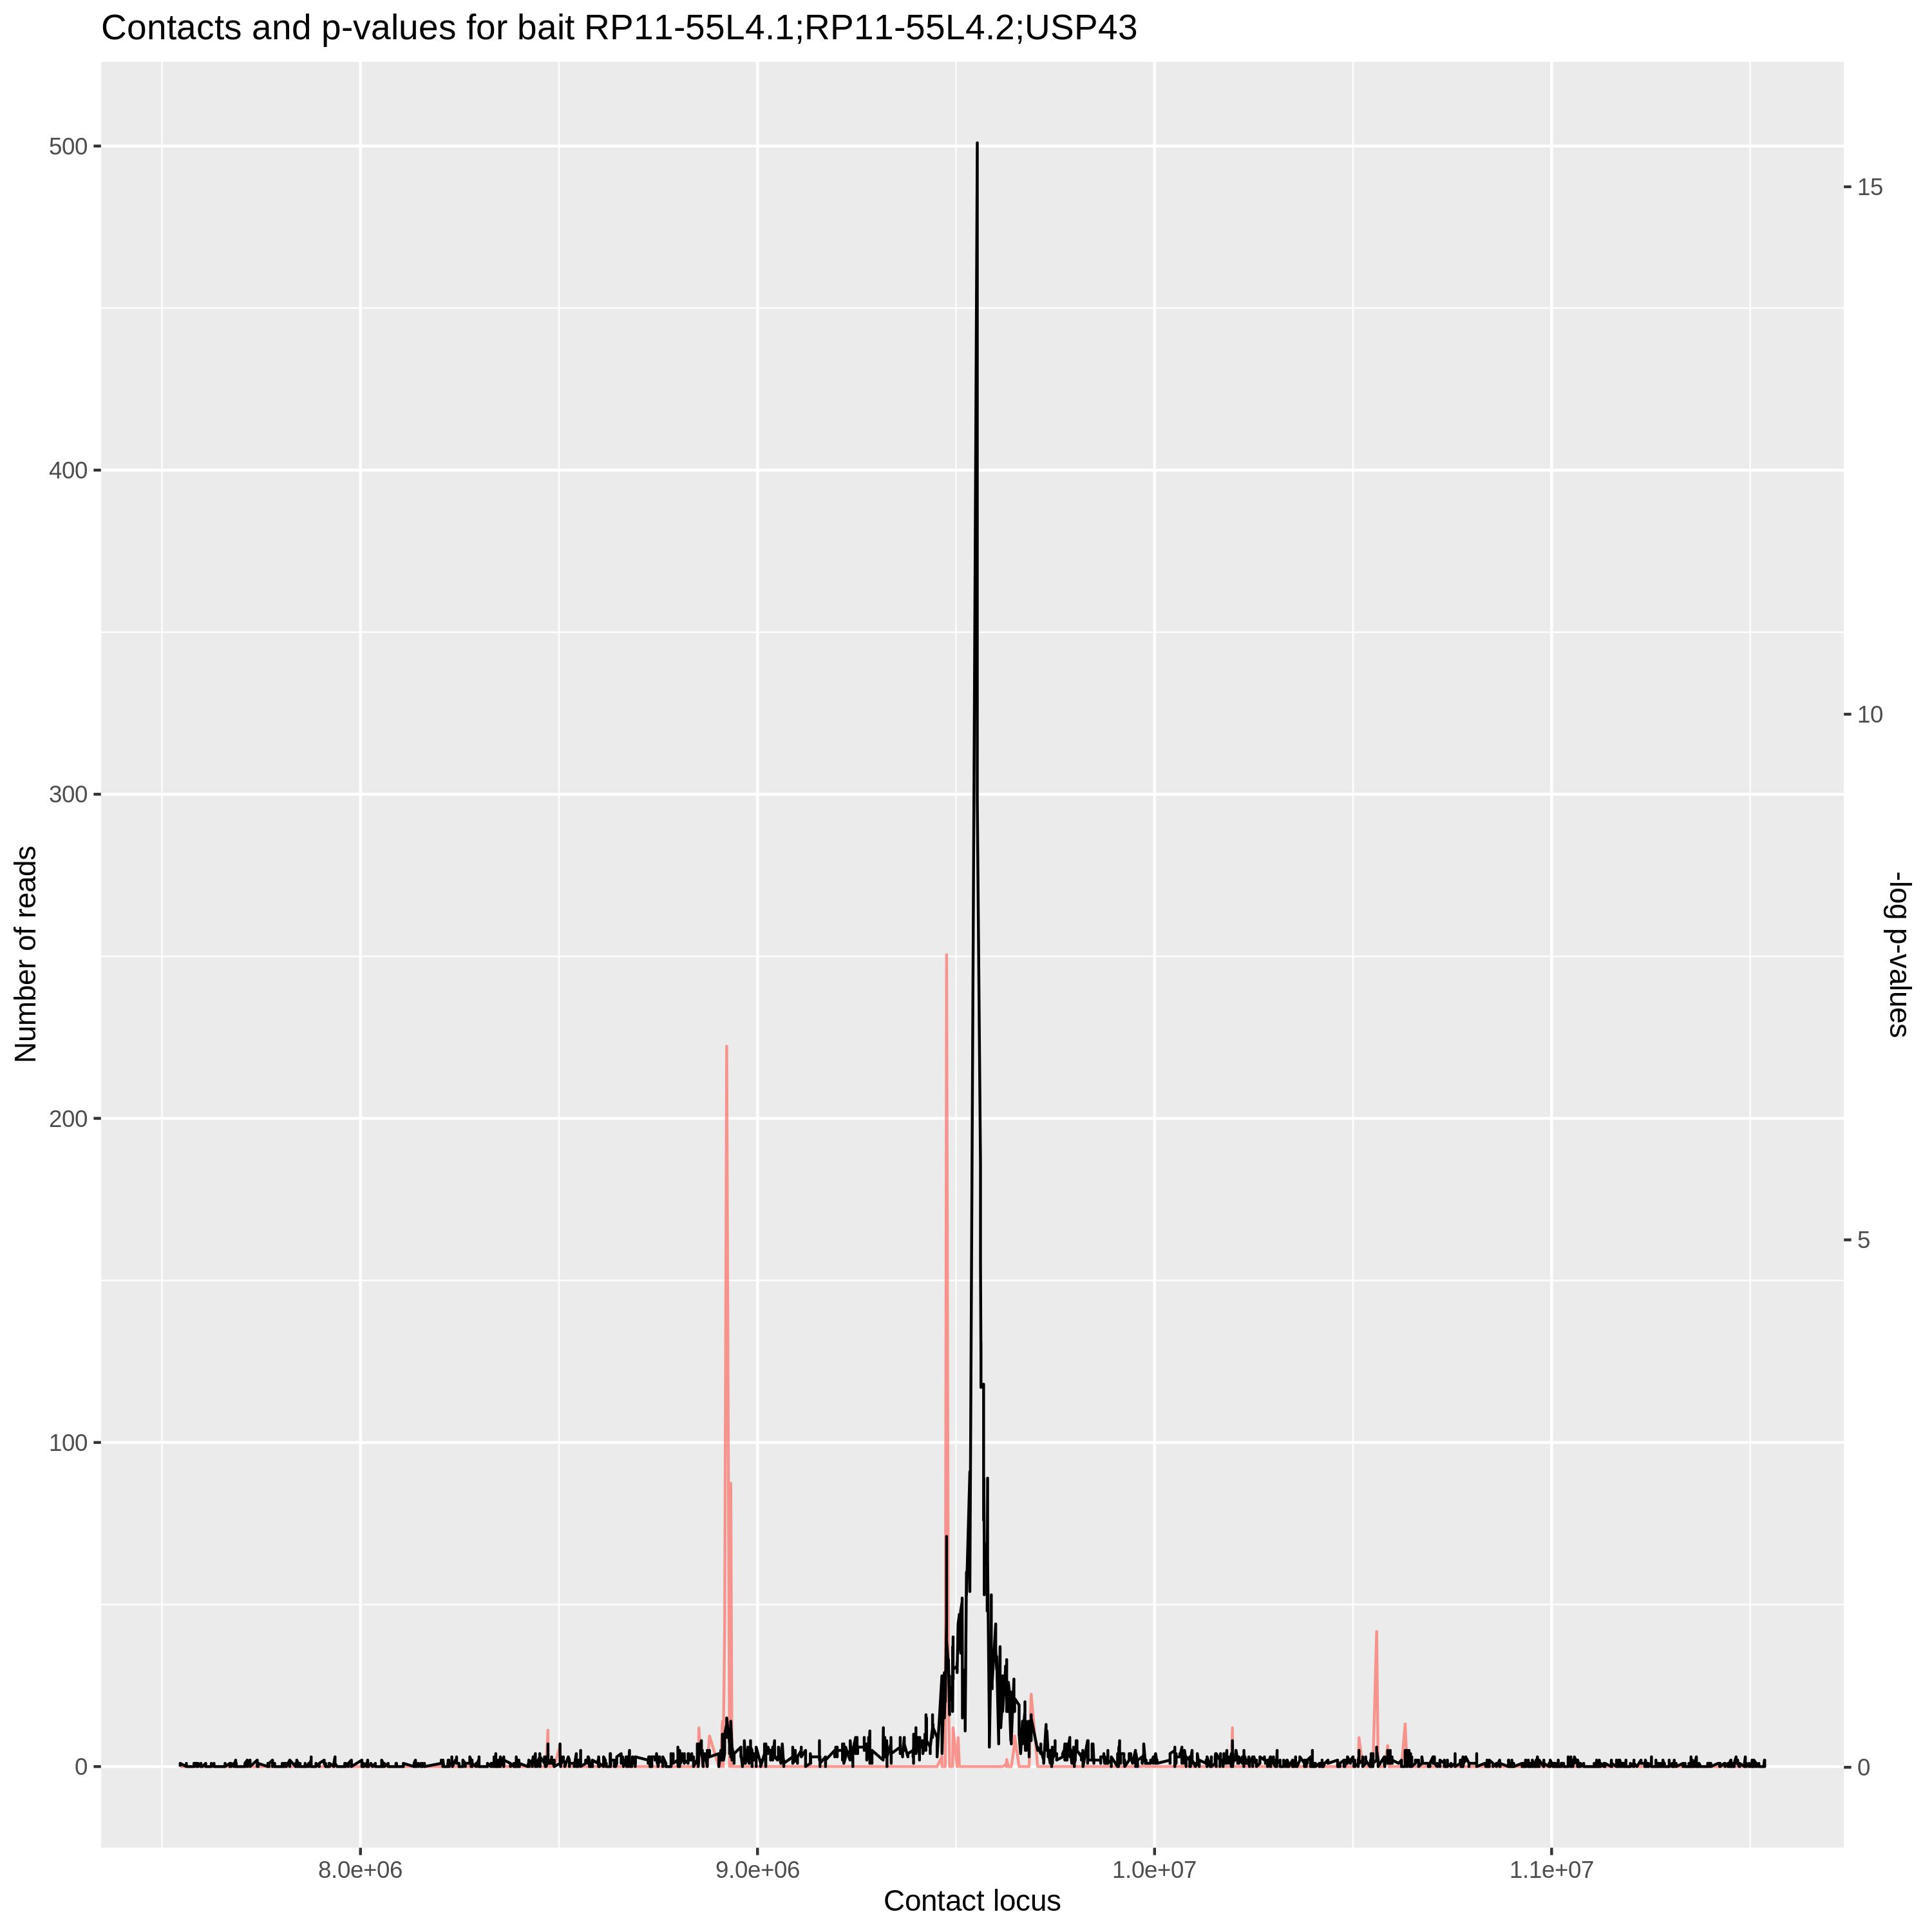 Contacts and p-values for bait RP11-55L4.1;RP11-55L4.2;USP43
500
400
300
200
100
0
Number of reads
15
10
5
0
-log p-values
8.0e+06
9.0e+06
1.0e+07
1.1e+07
Contact locus